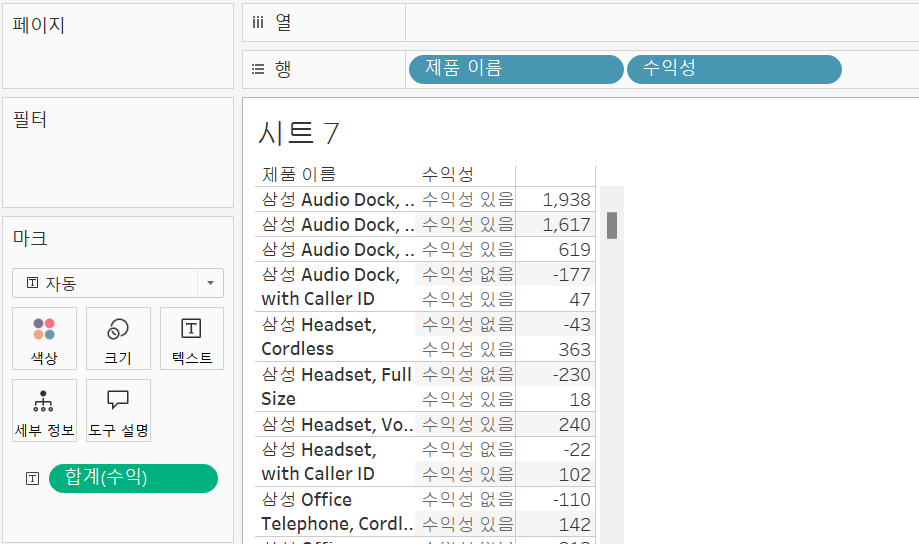 페이지
iii 열
행 제품 이름 수익성
필터
시트 7
제품 이름 수익성
삼성 Audio Dock, .. 수익성 있음 1,938
삼성 Audio Dock, .. 수익성 있음 1,617
삼성 Audio Dock, .. 수익성 있음 619
삼성 Audio Dock, 수익성 없음 -177
with Caller ID 수익성 있음 47
삼성 Headset, 수익성 없음 -43
Cordless 수익성 있음 363
삼성 Headset, Full 수익성 없음 -230
Size 수익성 있음 18
삼성 Headset, Vo.. 수익성 있음 240
삼성 Headset, 수익성 없음 -22
with Caller ID 수익성 있음 102
삼성 Office 수익성 없음 -110
Telephone, Cordl.. 수익성 있음 142
마크
자동
색상 크기 텍스트
세부 정보 도구 설명
합계(수익)